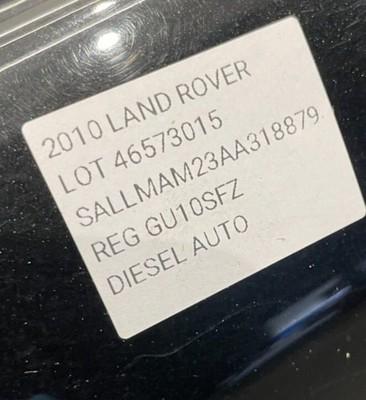 2010 LAND ROVER
LOT 46573015
SALLMAM23AA318879
REG GU10SFZ
DIESEL AUTO